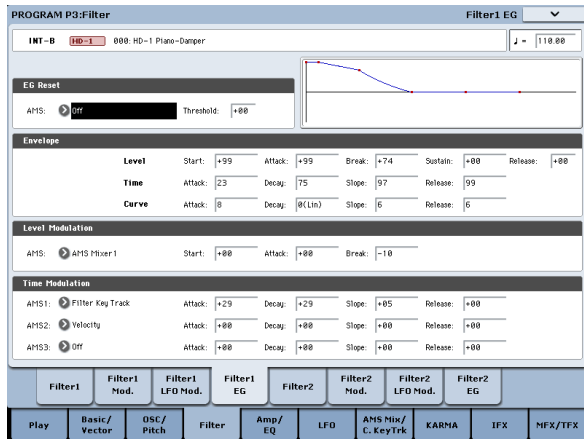 PROGRAM P3:Filter Filter1 EG
INT-B HD-1 000: HD-1 Piano-Damper ♩ = 110.00
EG Reset
AMS: Off Threshold: +00
Envelope
Level Start: +99 Attack: +99 Break: +74 Sustain: +00 Release: +00
Time Attack: 23 Decay: 75 Slope: 97 Release: 99
Curve Attack: 8 Decay: 0(Lin) Slope: 6 Release: 6
Level Modulation
AMS: AMS Mixer1 Start: +00 Attack: +00 Break: -10
Time Modulation
AMS1: Filter Key Track Attack: +29 Decay: +29 Slope: +05 Release: +00
AMS2: Velocity Attack: +00 Decay: +00 Slope: +00 Release: +00
AMS3: Off Attack: +00 Decay: +00 Slope: +00 Release: +00
Filter1 Filter1 Mod. Filter1 LFO Mod. Filter1 EG Filter2 Filter2 Mod. Filter2 LFO Mod. Filter2 EG
Play Basic/ Vector OSC/ Pitch Filter Amp/ EQ LFO AMS Mix/ C. KeyTrk KARMA IFX MFX/TFX